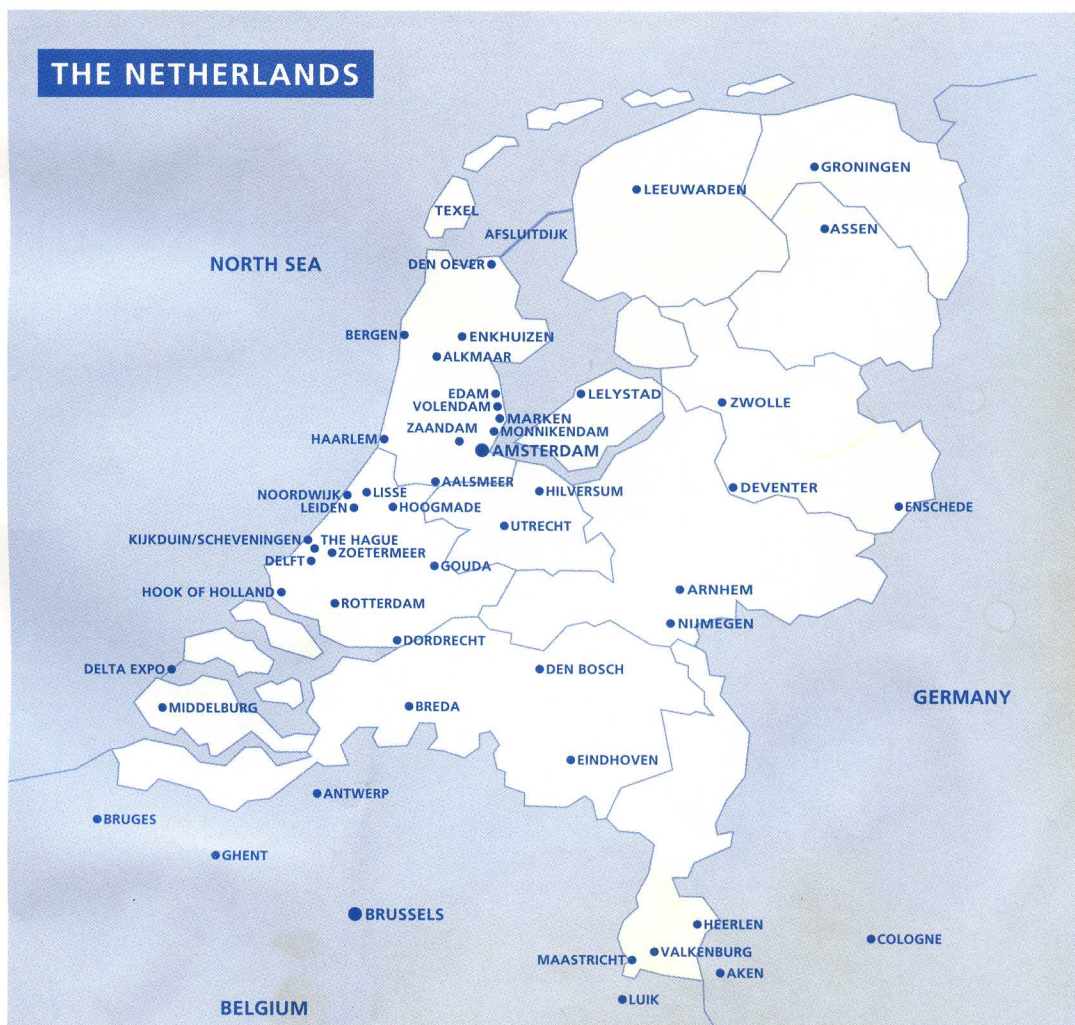 THE NETHERLANDS
GRONINGEN
LEEUWARDEN
TEXEL
ASSEN
AFSLUITDIJK
NORTH SEA
DEN OEVER
BERGEN
ENKHUIZEN
ALKMAAR
EDAM
LELYSTAD
ZWOLLE
VOLENDAM
MARKEN
ZAANDAM
MONNIKENDAM
HAARLEM
AMSTERDAM
AALSMEER
DEVENTER
NOORDWIJK
LISSE
HILVERSUM
LEIDEN
HOOGMADE
ENSCHEDE
UTRECHT
KIJKDUIN/SCHEVENINGEN
THE HAGUE
ZOETERMEER
DELFT
GOUDA
HOOK OF HOLLAND
ARNHEM
ROTTERDAM
NIJMEGEN
DORDRECHT
DELTA EXPO
DEN BOSCH
GERMANY
MIDDELBURG
BREDA
EINDHOVEN
ANTWERP
BRUGES
GHENT
BRUSSELS
HEERLEN
COLOGNE
VALKENBURG
MAASTRICHT
AKEN
LUIK
BELGIUM